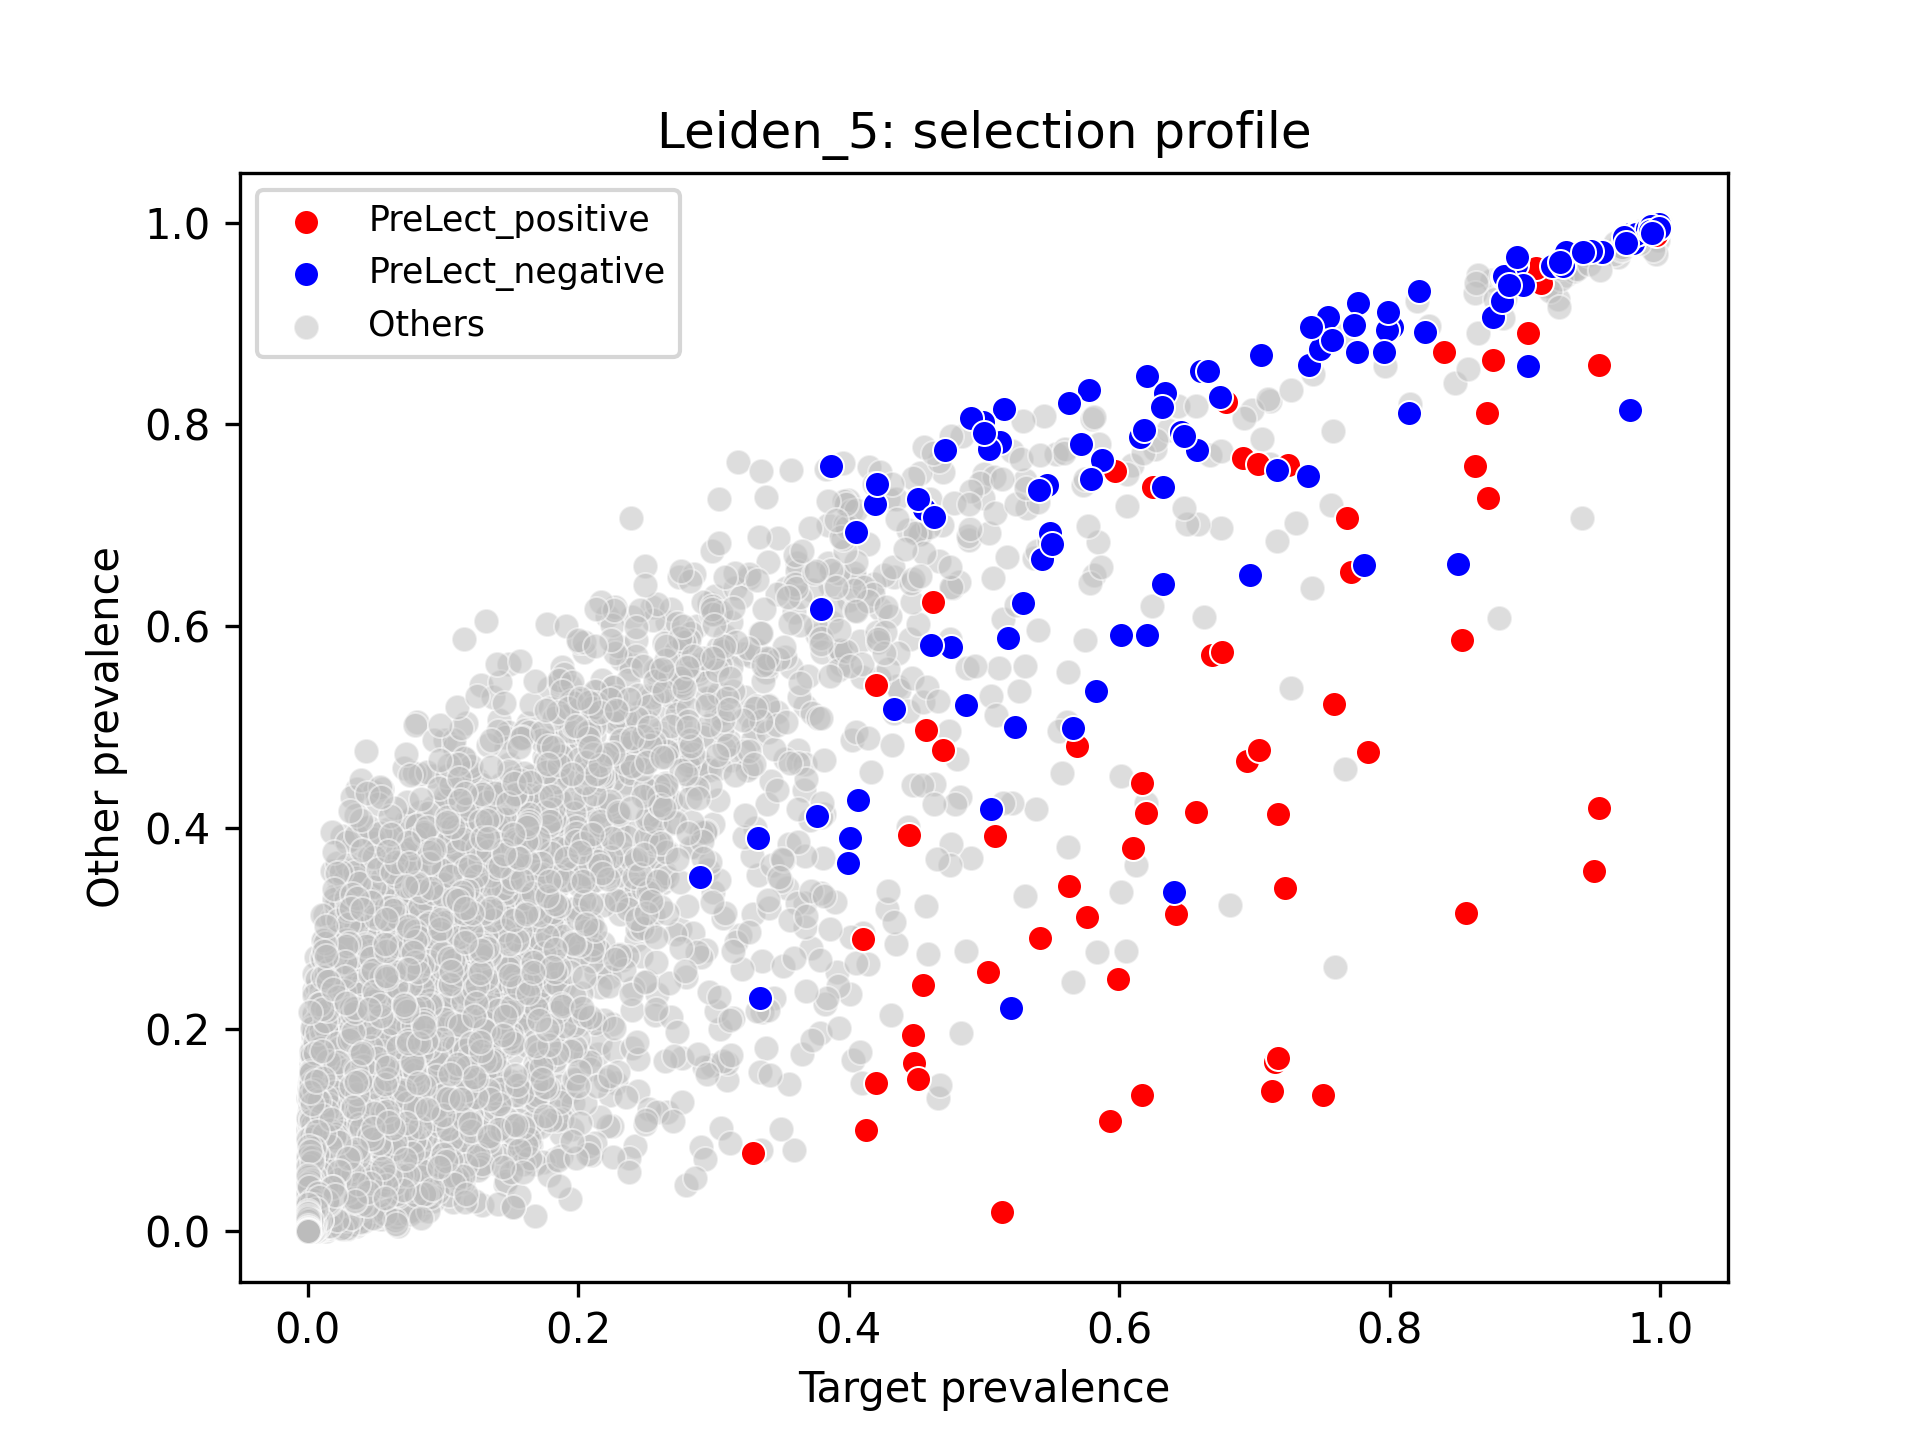 Leiden_5: selection profile
PreLect_positive
PreLect_negative
Others
1.0
0.8
0.6
0.4
0.2
0.0
Other prevalence
0.0 0.2 0.4 0.6 0.8 1.0
Target prevalence